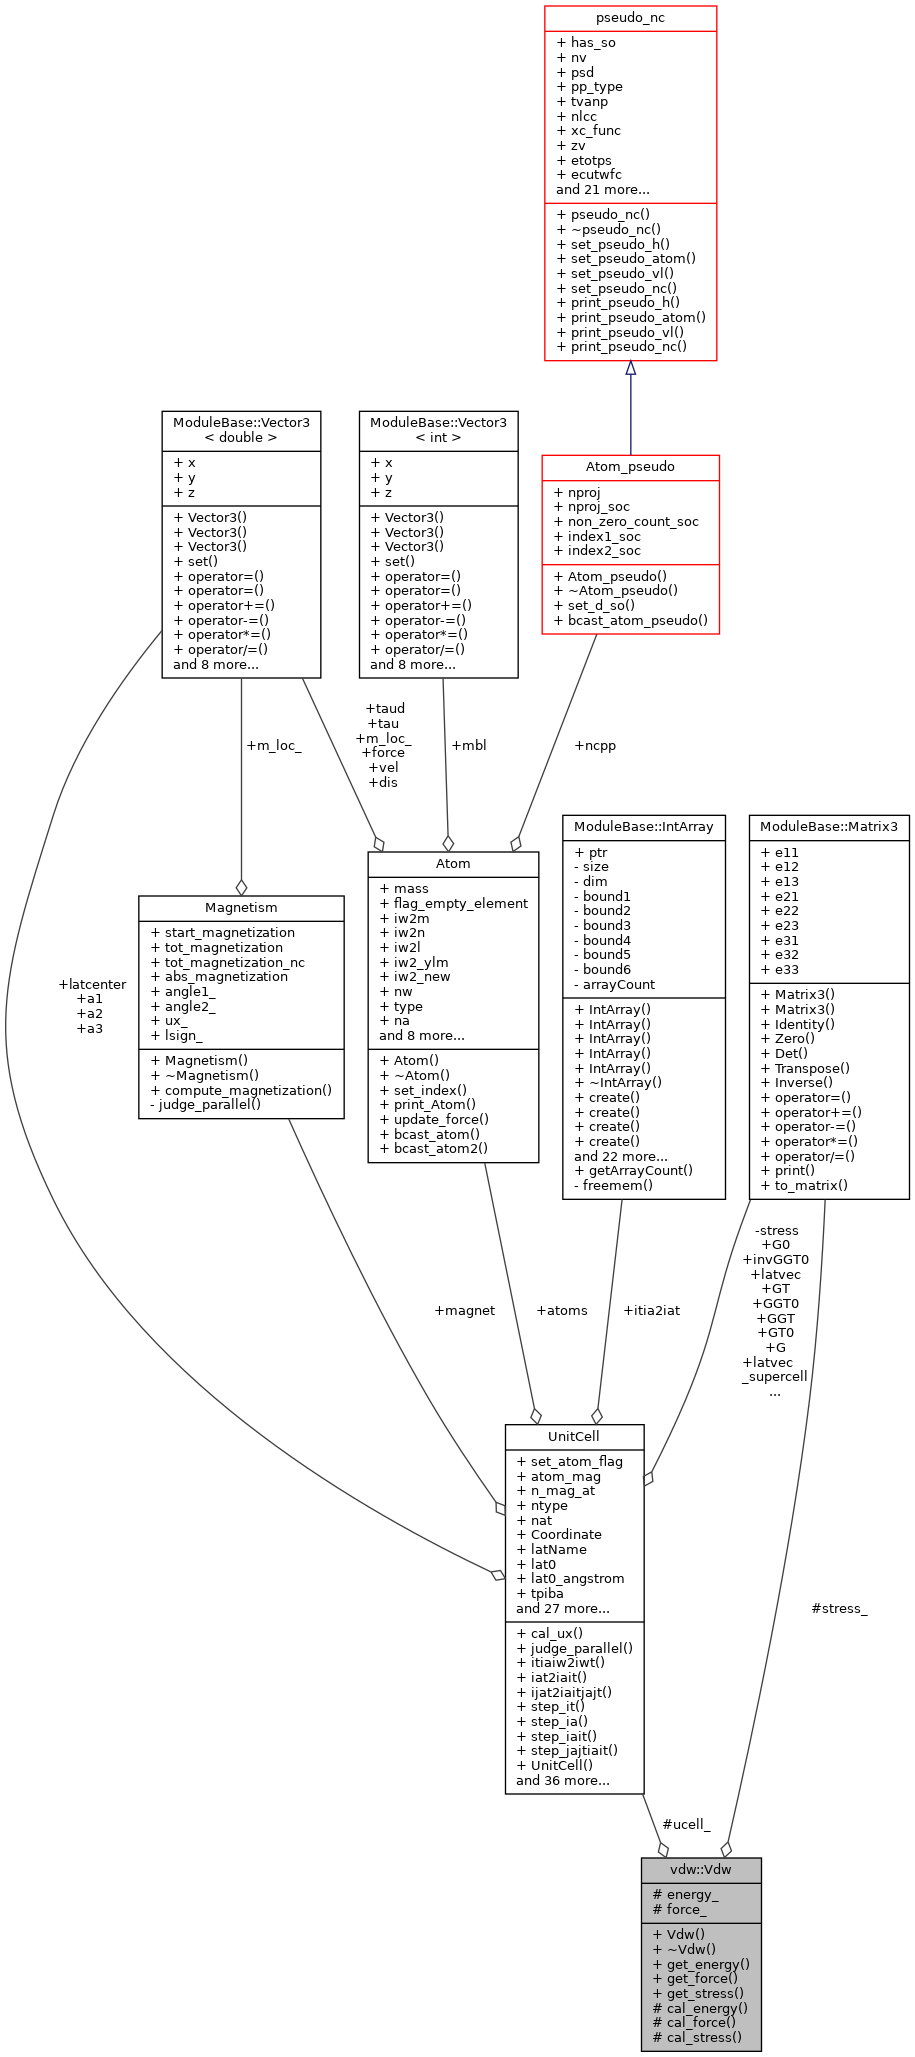 pseudo_nc
+ has_so
+ nv
+ psd
+ pp_type
+ tvanp
+ nlcc
+ xc_func
+ zv
+ etotps
+ ecutwfc
and 21 more...
+ pseudo_nc()
+ ~pseudo_nc()
+ set_pseudo_h()
+ set_pseudo_atom()
+ set_pseudo_vl()
+ set_pseudo_nc()
+ print_pseudo_h()
+ print_pseudo_atom()
+ print_pseudo_vl()
+ print_pseudo_nc()
ModuleBase::Vector3
< double >
+ x
+ y
+ z
+ Vector3()
+ Vector3()
+ Vector3()
+ set()
+ operator=()
+ operator=()
+ operator+=()
+ operator-=()
+ operator*=()
+ operator/=()
and 8 more...
ModuleBase::Vector3
< int >
+ x
+ y
+ z
+ Vector3()
+ Vector3()
+ Vector3()
+ set()
+ operator=()
+ operator=()
+ operator+=()
+ operator-=()
+ operator*=()
+ operator/=()
and 8 more...
Atom_pseudo
+ nproj
+ nproj_soc
+ non_zero_count_soc
+ index1_soc
+ index2_soc
+ Atom_pseudo()
+ ~Atom_pseudo()
+ set_d_so()
+ bcast_atom_pseudo()
+m_loc_
+taud
+tau
+m_loc_
+force
+vel
+dis
+mbl
+ncpp
+latcenter
+a1
+a2
+a3
Magnetism
+ start_magnetization
+ tot_magnetization
+ tot_magnetization_nc
+ abs_magnetization
+ angle1_
+ angle2_
+ ux_
+ lsign_
+ Magnetism()
+ ~Magnetism()
+ compute_magnetization()
- judge_parallel()
Atom
+ mass
+ flag_empty_element
+ iw2m
+ iw2n
+ iw2l
+ iw2_ylm
+ iw2_new
+ nw
+ type
+ na
and 8 more...
+ Atom()
+ ~Atom()
+ set_index()
+ print_Atom()
+ update_force()
+ bcast_atom()
+ bcast_atom2()
ModuleBase::IntArray
+ ptr
- size
- dim
- bound1
- bound2
- bound3
- bound4
- bound5
- bound6
- arrayCount
+ IntArray()
+ IntArray()
+ IntArray()
+ IntArray()
+ IntArray()
+ ~IntArray()
+ create()
+ create()
+ create()
+ create()
and 22 more...
+ getArrayCount()
- freemem()
ModuleBase::Matrix3
+ e11
+ e12
+ e13
+ e21
+ e22
+ e23
+ e31
+ e32
+ e33
+ Matrix3()
+ Matrix3()
+ Identity()
+ Zero()
+ Det()
+ Transpose()
+ Inverse()
+ operator=()
+ operator+=()
+ operator-=()
+ operator*=()
+ operator/=()
+ print()
+ to_matrix()
+magnet
+atoms
+itia2iat
-stress
+G0
+invGGT0
+latvec
+GT
+GGT0
+GGT
+GT0
+G
+latvec
_supercell
...
UnitCell
+ set_atom_flag
+ atom_mag
+ n_mag_at
+ ntype
+ nat
+ Coordinate
+ latName
+ lat0
+ lat0_angstrom
+ tpiba
and 27 more...
+ cal_ux()
+ judge_parallel()
+ itiaiw2iwt()
+ iat2iait()
+ ijat2iaitjajt()
+ step_it()
+ step_ia()
+ step_iait()
+ step_jajtiait()
+ UnitCell()
and 36 more...
#stress_
#ucell_
vdw::Vdw
# energy_
# force_
+ Vdw()
+ ~Vdw()
+ get_energy()
+ get_force()
+ get_stress()
# cal_energy()
# cal_force()
# cal_stress()